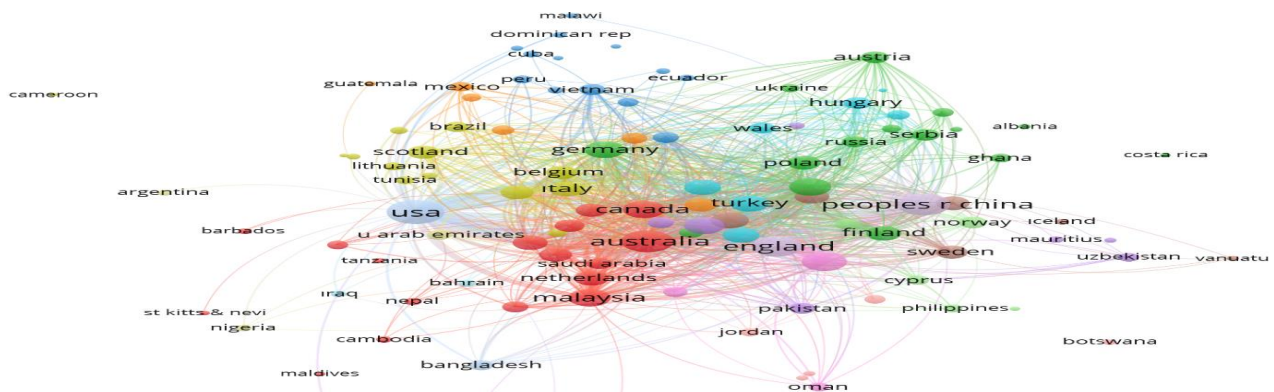 malawi
dominican rep
cuba
austria
guatemala
mexico
peru
vietnam
ecuador
ukraine
hungary
cameroon
brazil
wales
serbia
albania
scotland
germany
russia
lithuania
belgium
poland
ghana
costa rica
tunisia
argentina
italy
usa
canada
turkey
peoples r china
barbados
u arab emirates
australia
england
finland
norway
iceland
mauritius
tanzania
saudi arabia
sweden
uzbekistan
vanuatu
iraq
bahrain
netherlands
cyprus
st kitts & nevi
nepal
malaysia
nigeria
pakistan
philippines
cambodia
jordan
botswana
maldives
bangladesh
oman